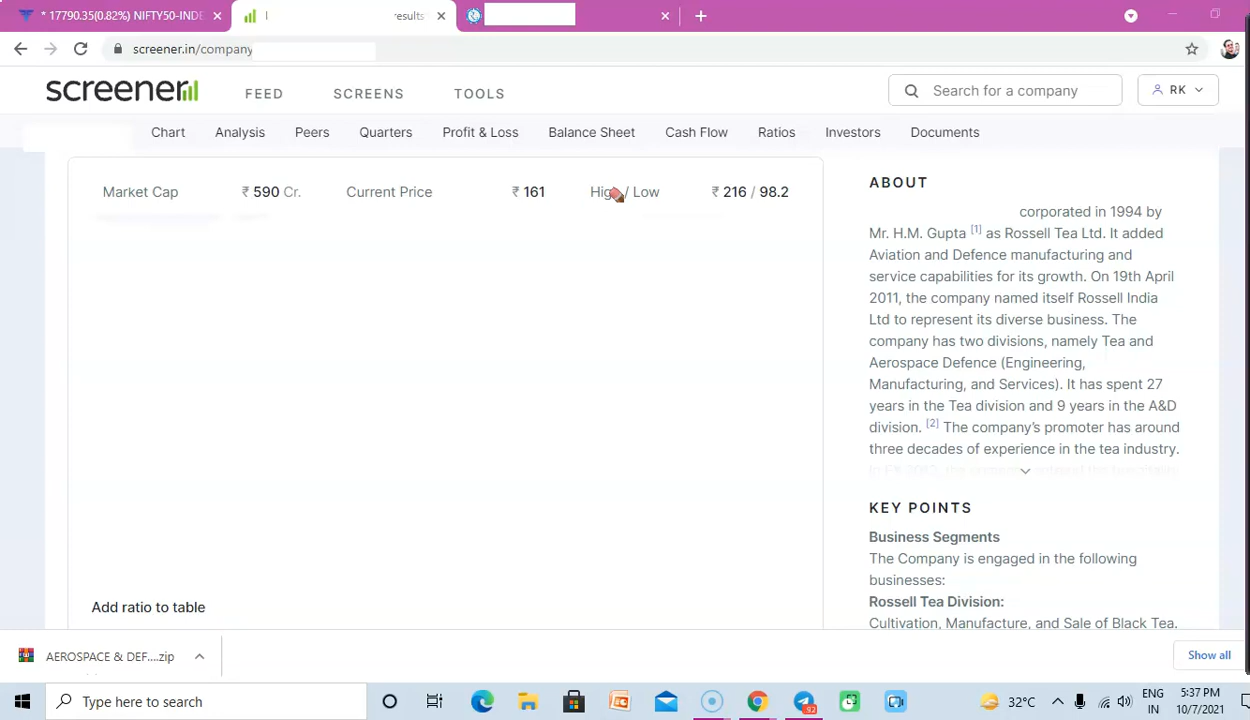 * 17790.35(0.82%) NIFTY50-INDE
results
screener.in/company
screener
FEED
SCREENS
TOOLS
Search for a company
RK
Chart
Analysis
Peers
Quarters
Profit & Loss
Balance Sheet
Cash Flow
Ratios
Investors
Documents
Market Cap
₹ 590 Cr.
Current Price
₹ 161
High / Low
₹ 216 / 98.2
Add ratio to table
ABOUT
corporated in 1994 by
Mr. H.M. Gupta [1] as Rossell Tea Ltd. It added
Aviation and Defence manufacturing and
service capabilities for its growth. On 19th April
2011, the company named itself Rossell India
Ltd to represent its diverse business. The
company has two divisions, namely Tea and
Aerospace Defence (Engineering,
Manufacturing, and Services). It has spent 27
years in the Tea division and 9 years in the A&D
division. [2] The company's promoter has around
three decades of experience in the tea industry.
KEY POINTS
Business Segments
The Company is engaged in the following
businesses:
Rossell Tea Division:
Cultivation, Manufacture, and Sale of Black Tea.
AEROSPACE & DEF....zip
Show all
Type here to search
92
32°C
ENG
IN
5:37 PM
10/7/2021